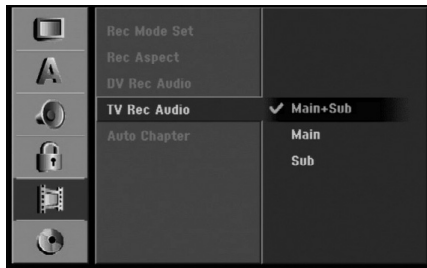 Rec Mode Set
Rec Aspect
DV Rec Audio
TV Rec Audio
Auto Chapter
Main+Sub
Main
Sub